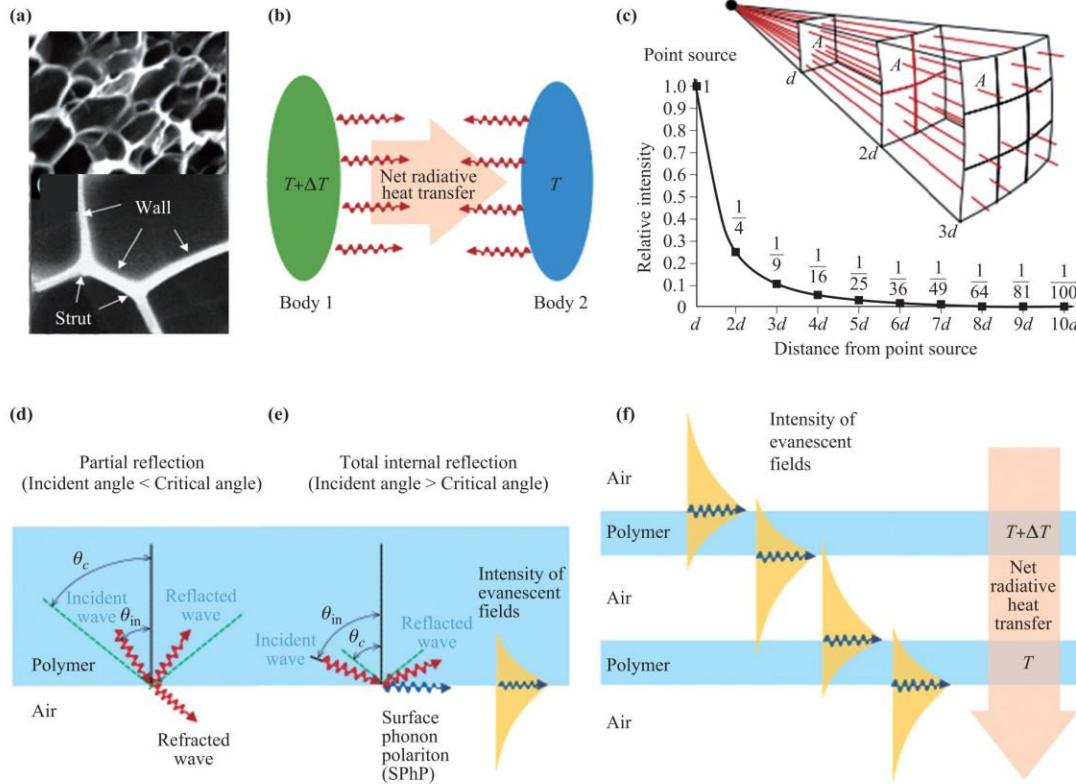 (a)
Wall
Strut
(b)
T+ΔT
Net radiative
heat transfer
T
Body 1
Body 2
(c)
Point source
A
A
A
d
2d
3d
Relative intensity
1.0
0.9
0.8
0.7
0.6
0.5
0.4
0.3
0.2
0.1
0
1
1/4
1/9
1/16
1/25
1/36
1/49
1/64
1/81
1/100
d 2d 3d 4d 5d 6d 7d 8d 9d 10d
Distance from point source
(d)
Partial reflection
(Incident angle < Critical angle)
θc
Incident
wave
θin
Reflacted
wave
Polymer
Air
Refracted
wave
(e)
Total internal reflection
(Incident angle > Critical angle)
Intensity of
evanescent
fields
θin
Incident
wave
θc
Reflacted
wave
Surface
phonon
polariton
(SPhP)
(f)
Intensity of
evanescent
fields
Air
Polymer
Air
Polymer
Air
T+ΔT
Net
radiative
heat
transfer
T